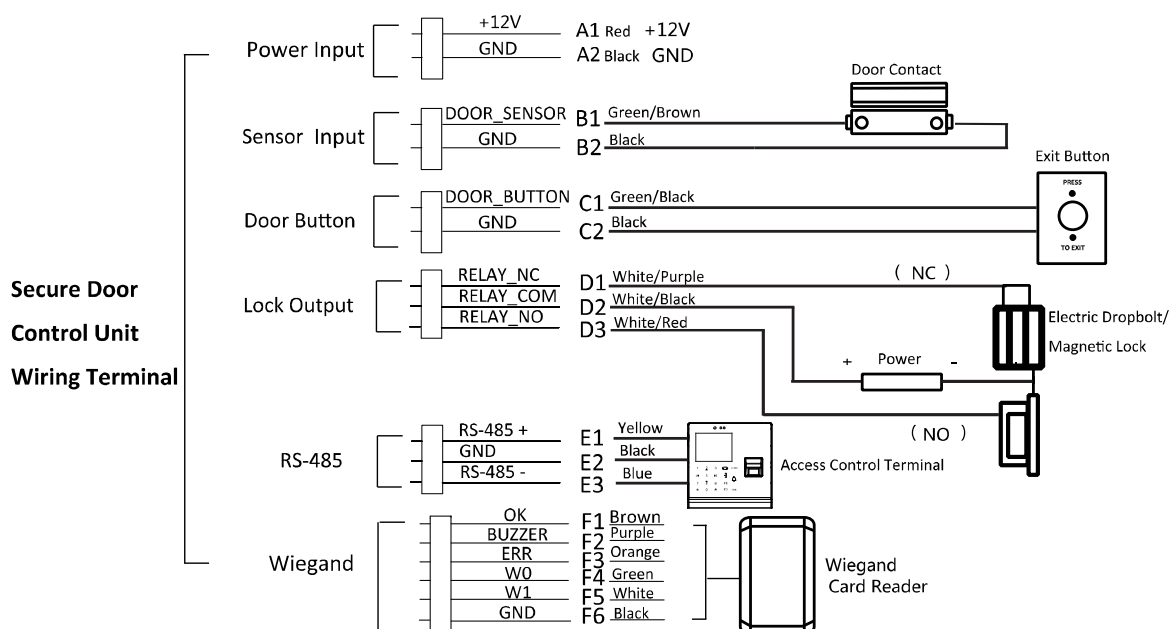 Secure Door
Control Unit
Wiring Terminal
Power Input
+12V
GND
A1 Red +12V
A2 Black GND
Sensor Input
DOOR_SENSOR
GND
B1 Green/Brown
B2 Black
Door Contact
Door Button
DOOR_BUTTON
GND
C1 Green/Black
C2 Black
Exit Button
PRESS
TO EXIT
Lock Output
RELAY_NC
RELAY_COM
RELAY_NO
D1 White/Purple
D2 White/Black
D3 White/Red
( NC )
+ Power -
( NO )
Electric Dropbolt/
Magnetic Lock
RS-485
RS-485 +
GND
RS-485 -
E1 Yellow
E2 Black
E3 Blue
Access Control Terminal
Wiegand
OK
BUZZER
ERR
W0
W1
GND
F1 Brown
F2 Purple
F3 Orange
F4 Green
F5 White
F6 Black
Wiegand
Card Reader